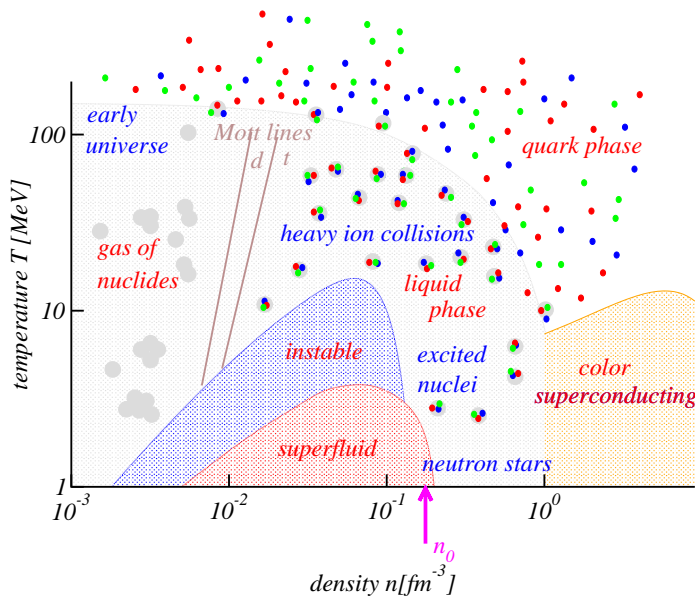 early
universe
Mott lines
d t
quark phase
100
temperature T [MeV]
heavy ion collisions
gas of
nuclides
liquid
phase
10
instable
excited
nuclei
color
superconducting
superfluid
neutron stars
1
10^-3
10^-2
10^-1
10^0
n_0
density n[fm^-3]